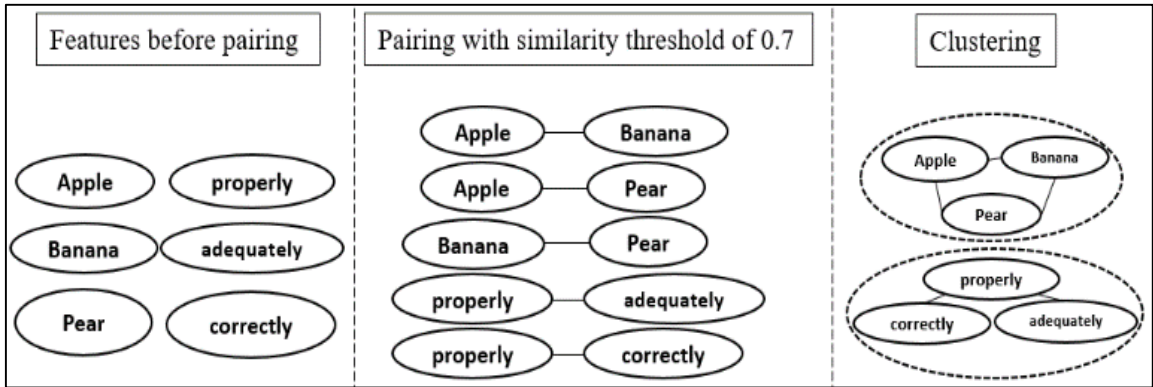 Features before pairing
Apple properly
Banana adequately
Pear correctly
Pairing with similarity threshold of 0.7
Apple Banana
Apple Pear
Banana Pear
properly adequately
properly correctly
Clustering
Apple Banana
Pear
properly
correctly adequately